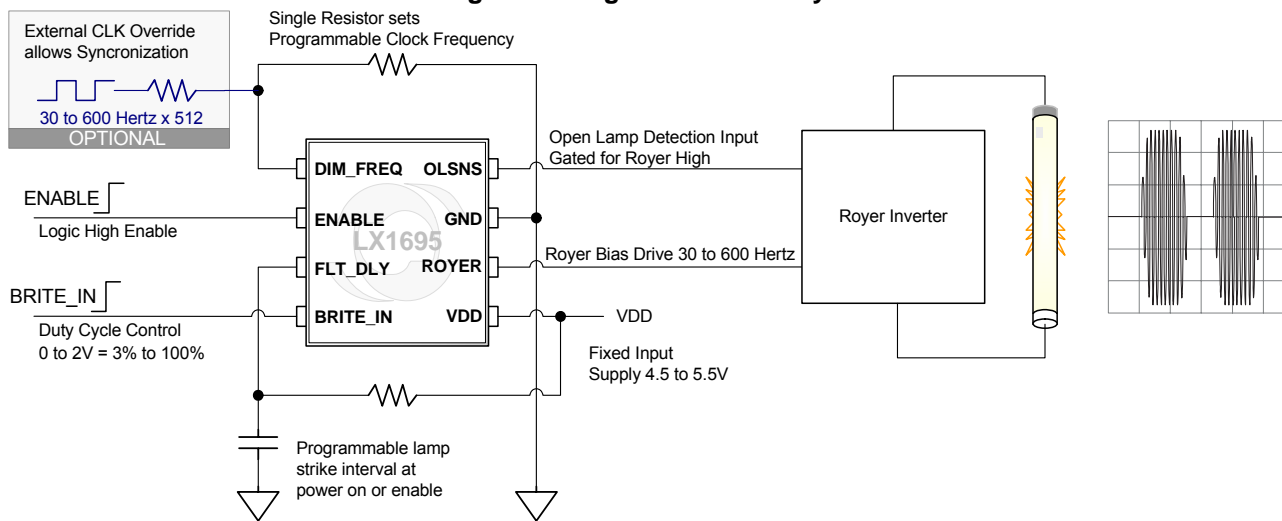 External CLK Override
allows Syncronization
30 to 600 Hertz x 512
OPTIONAL
Single Resistor sets
Programmable Clock Frequency
ENABLE
Logic High Enable
BRITE_IN
Duty Cycle Control
0 to 2V = 3% to 100%
DIM_FREQ
OLSNS
ENABLE
GND
LX1695
FLT_DLY
ROYER
BRITE_IN
VDD
Open Lamp Detection Input
Gated for Royer High
Royer Bias Drive 30 to 600 Hertz
VDD
Fixed Input
Supply 4.5 to 5.5V
Programmable lamp
strike interval at
power on or enable
Royer Inverter